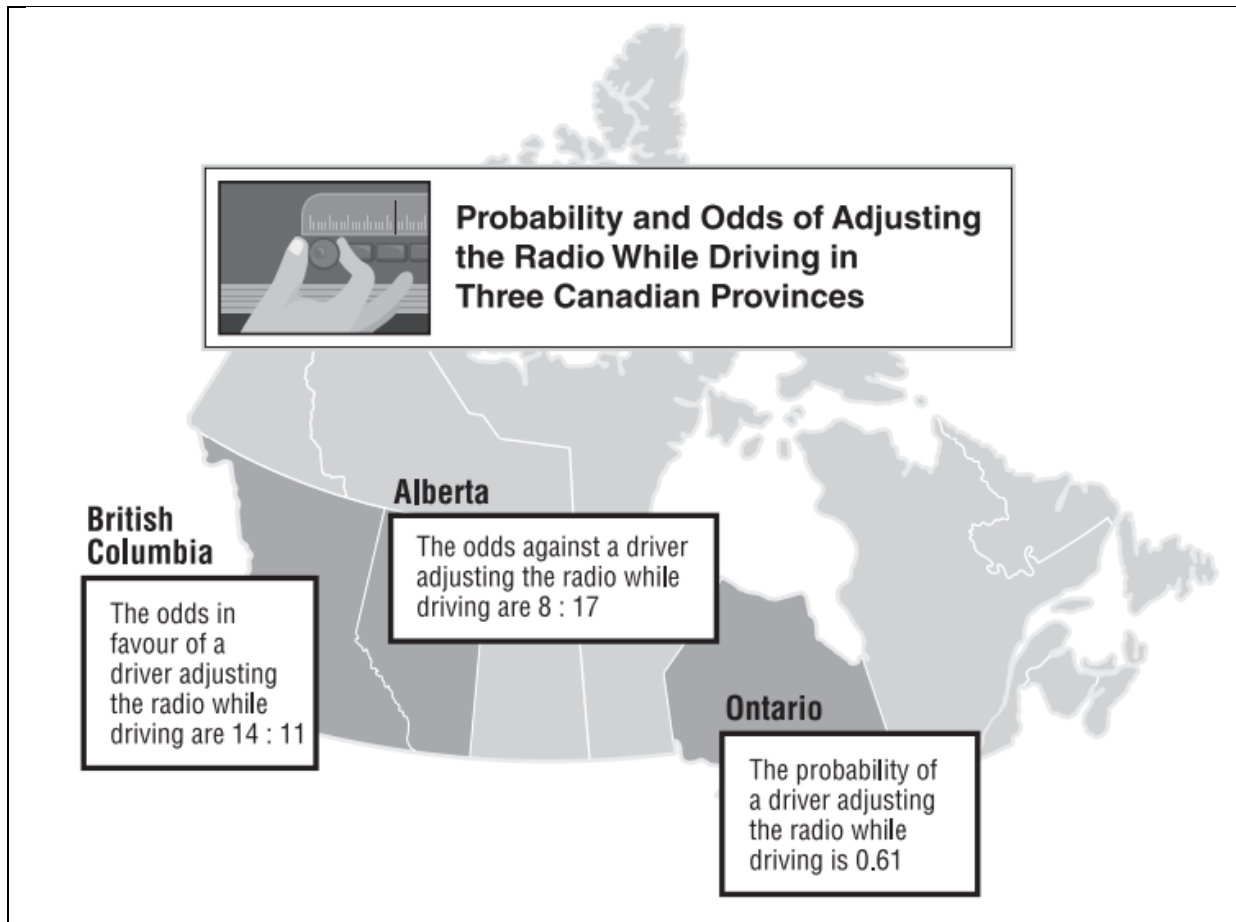 Probability and Odds of Adjusting
the Radio While Driving in
Three Canadian Provinces
British
Columbia
The odds in
favour of a
driver adjusting
the radio while
driving are 14 : 11
Alberta
The odds against a driver
adjusting the radio while
driving are 8 : 17
Ontario
The probability of
a driver adjusting
the radio while
driving is 0.61